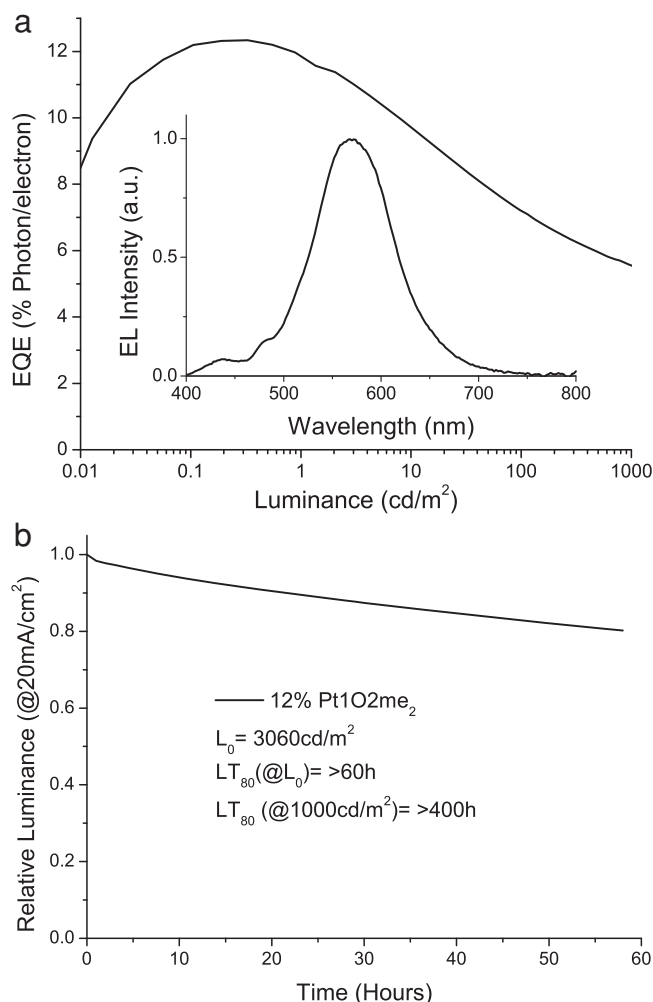 a
EQE (% Photon/electron)
12
10
8
6
4
2
0
0.01 0.1 1 10 100 1000
Luminance (cd/m²)
EL Intensity (a.u.)
1.0
0.5
0.0
400 500 600 700 800
Wavelength (nm)
b
Relative Luminance (@20mA/cm²)
1.0
0.8
0.6
0.4
0.2
0.0
12% Pt1O2me₂
L₀= 3060cd/m²
LT₈₀(@L₀)= >60h
LT₈₀ (@1000cd/m²)= >400h
0 10 20 30 40 50 60
Time (Hours)